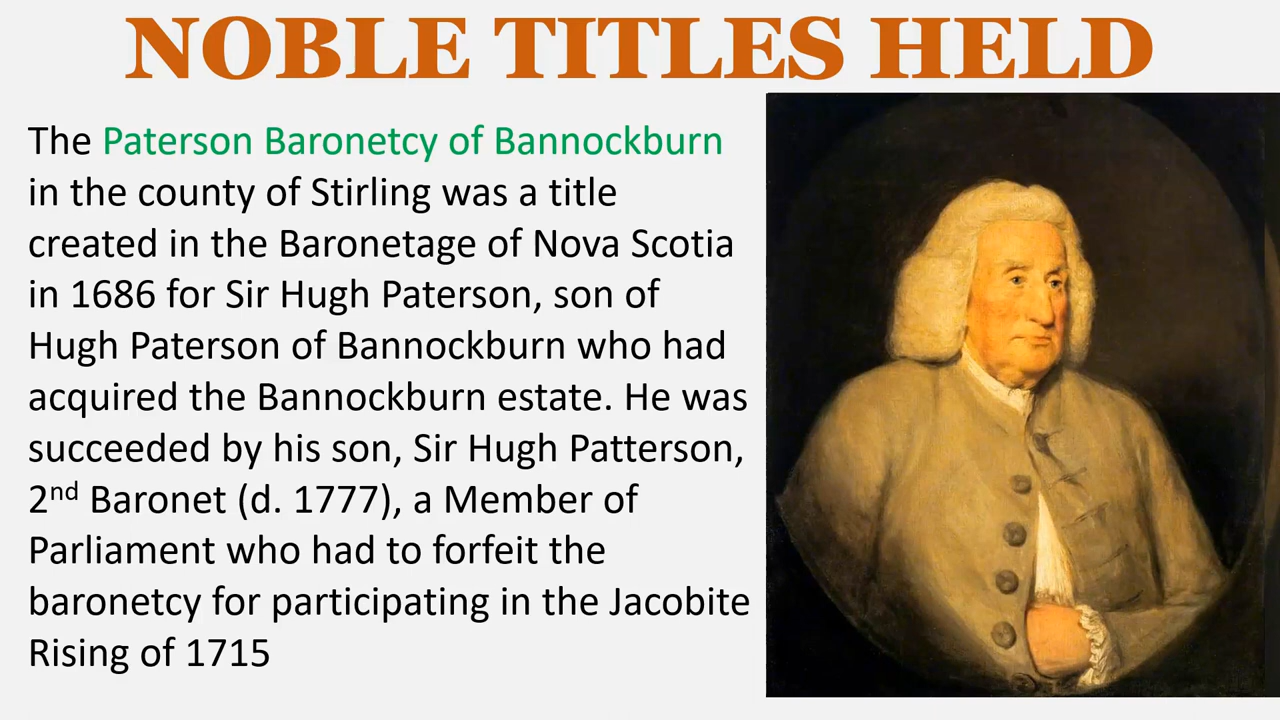 NOBLE TITLES HELD
The Paterson Baronetcy of Bannockburn
in the county of Stirling was a title
created in the Baronetage of Nova Scotia
in 1686 for Sir Hugh Paterson, son of
Hugh Paterson of Bannockburn who had
acquired the Bannockburn estate. He was
succeeded by his son, Sir Hugh Patterson,
2nd Baronet (d. 1777), a Member of
Parliament who had to forfeit the
baronetcy for participating in the Jacobite
Rising of 1715